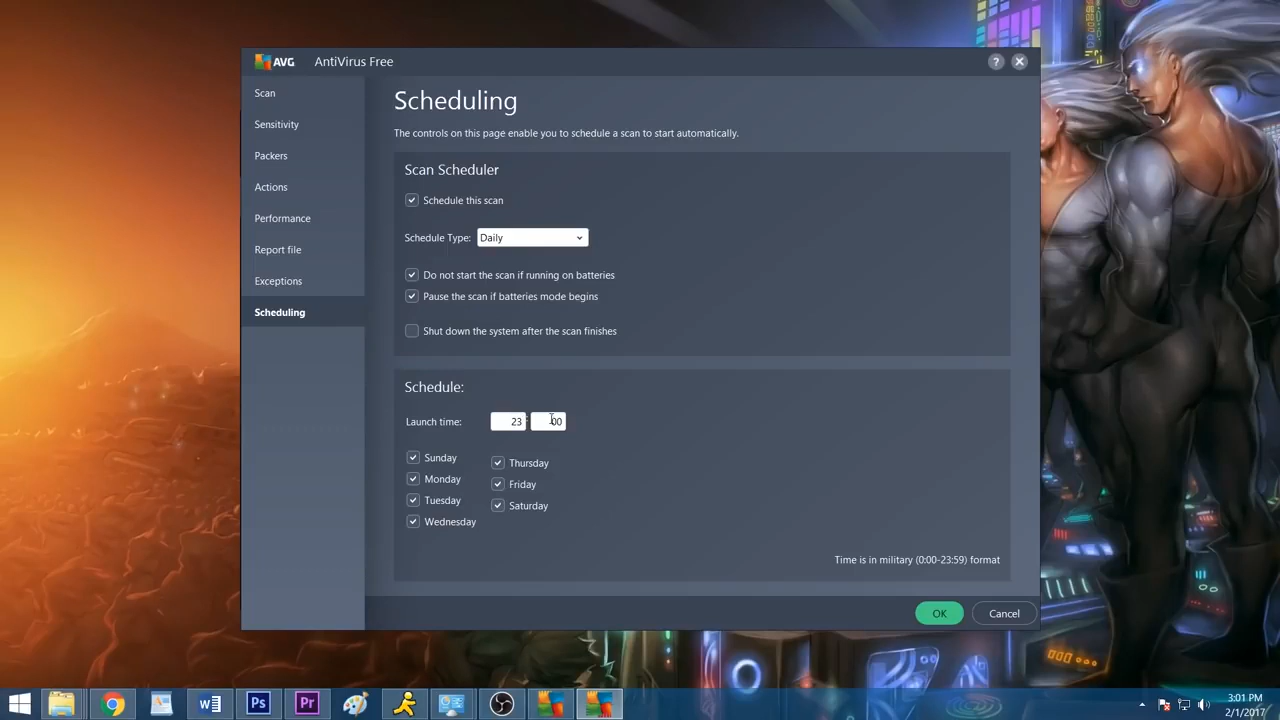 AVG AntiVirus Free
?
Scan
Sensitivity
Packers
Actions
Performance
Report file
Exceptions
Scheduling
Scheduling
The controls on this page enable you to schedule a scan to start automatically.
Scan Scheduler
Schedule this scan
Schedule Type: Daily
Do not start the scan if running on batteries
Pause the scan if batteries mode begins
Shut down the system after the scan finishes
Schedule:
Launch time: 23 : 00
Sunday
Monday
Tuesday
Wednesday
Thursday
Friday
Saturday
Time is in military (0:00-23:59) format
OK
Cancel
W
Ps
Pr
3:01 PM
2/1/2017